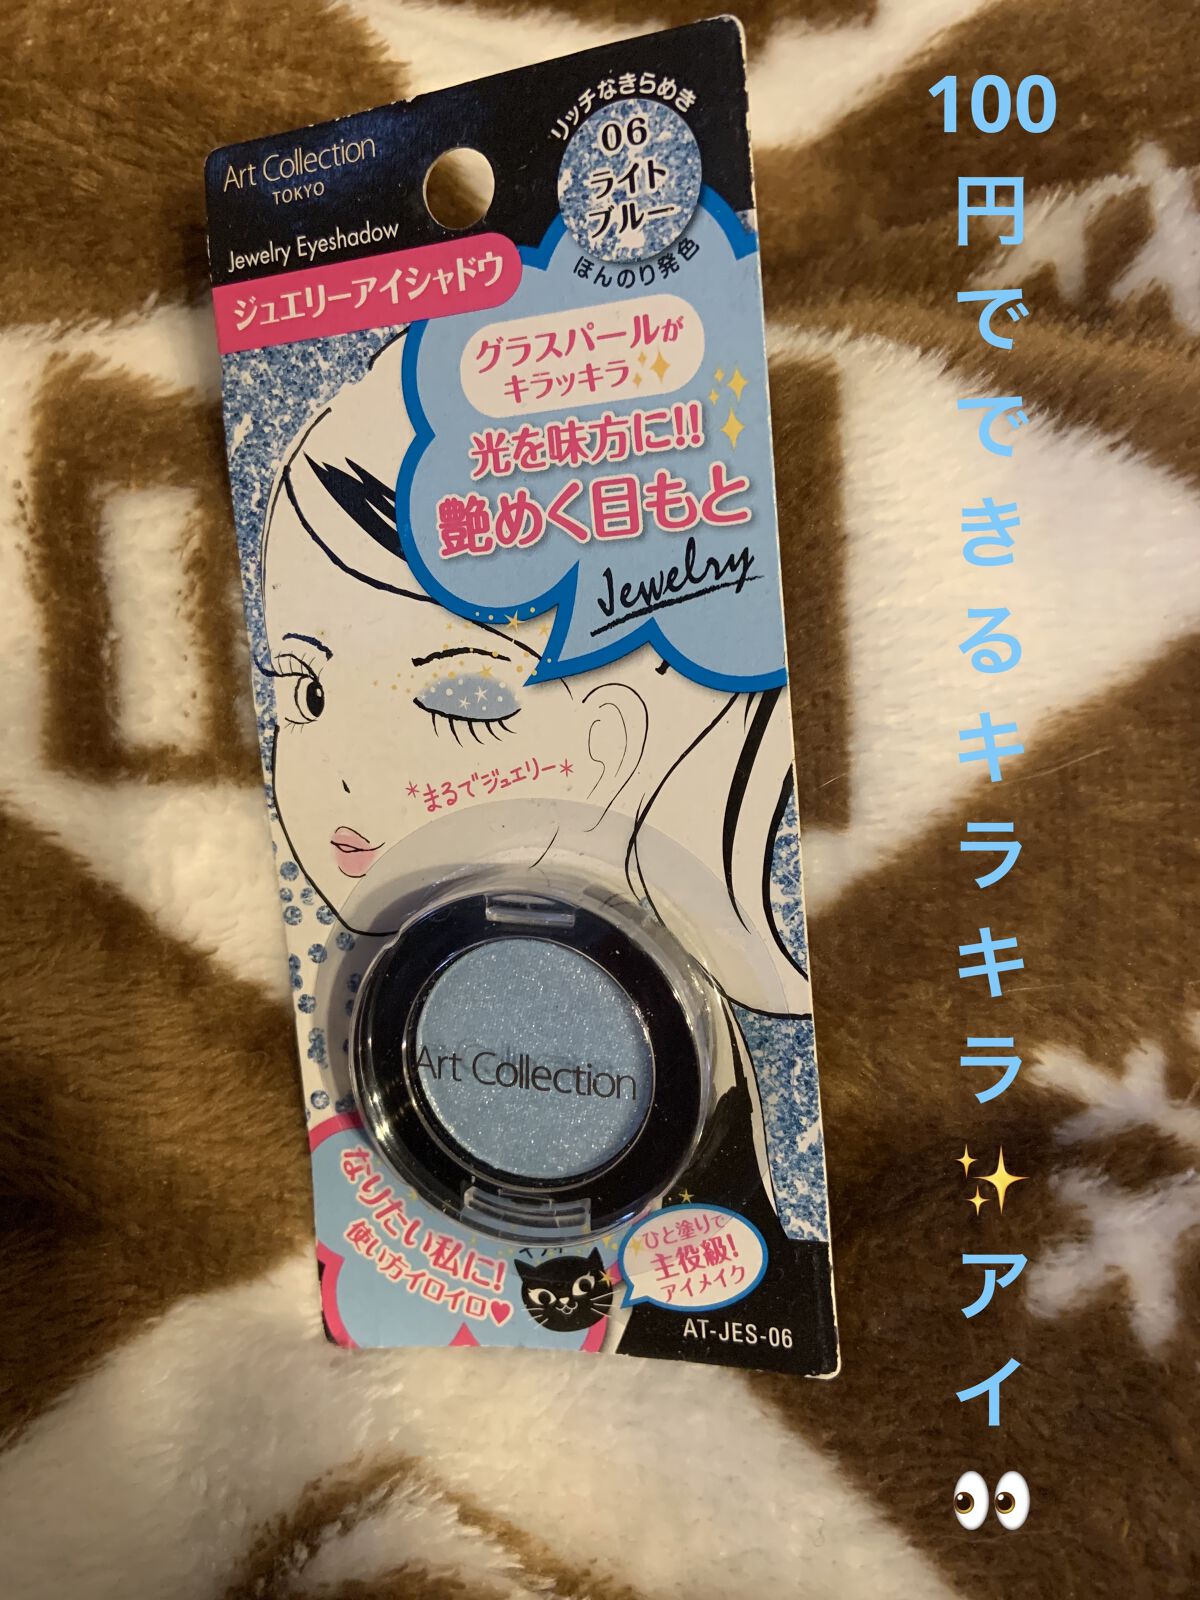 Art Collection
TOKYO
Jewelry Eyeshadow
ジュエリーアイシャドウ
リッチなきらめき
06
ライト
ブルー
ほんのり発色
グラスパールが
キラッキラ✨
光を味方に!!
艶めく目もと
Jewelry
*まるでジュエリー*
Art Collection
なりたい私に!
使い方イロイロ♥
ひと塗りで
主役級!
アイメイク
AT-JES-06
100円でできるキラキラ✨アイ👀